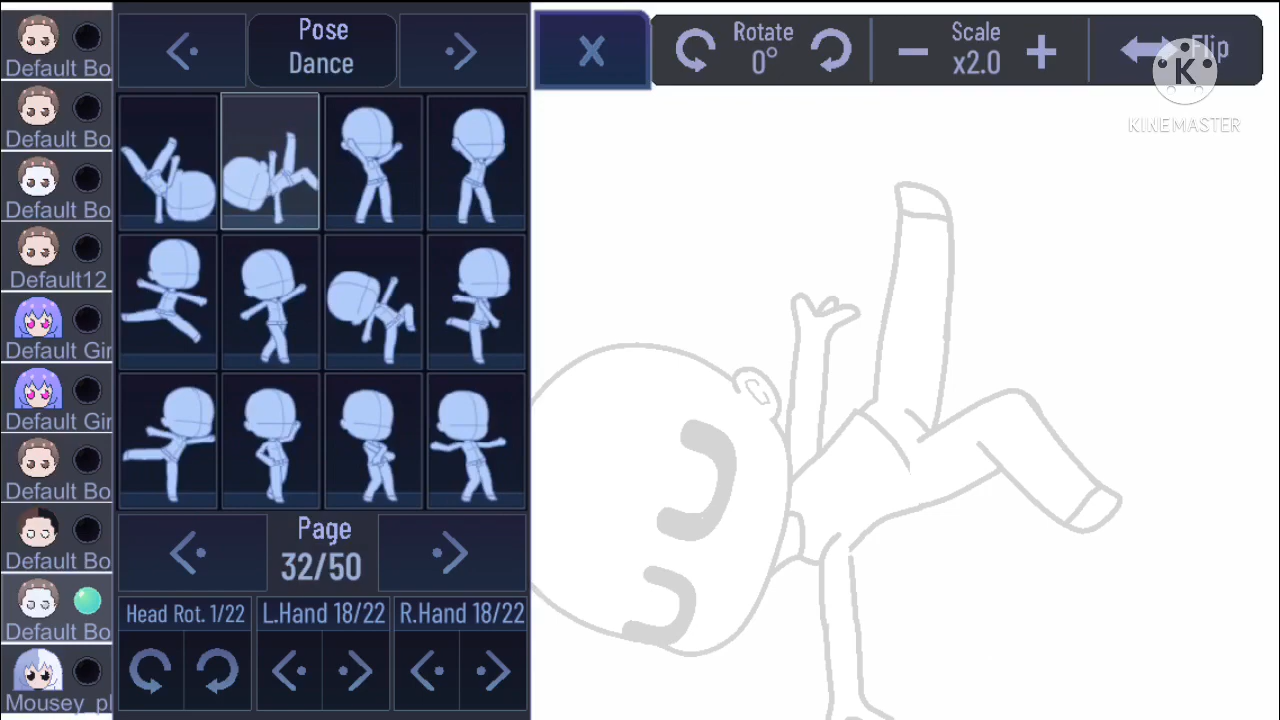 Default Bo
Default Bo
Default Bo
Default12
Default Gir
Default Gir
Default Bo
Default Bo
Default Bo
Mousey_pl
Pose
Dance
Page
32/50
Head Rot. 1/22
L.Hand 18/22
R.Hand 18/22
X
Rotate
0°
Scale
x2.0
Flip
K
KINEMASTER